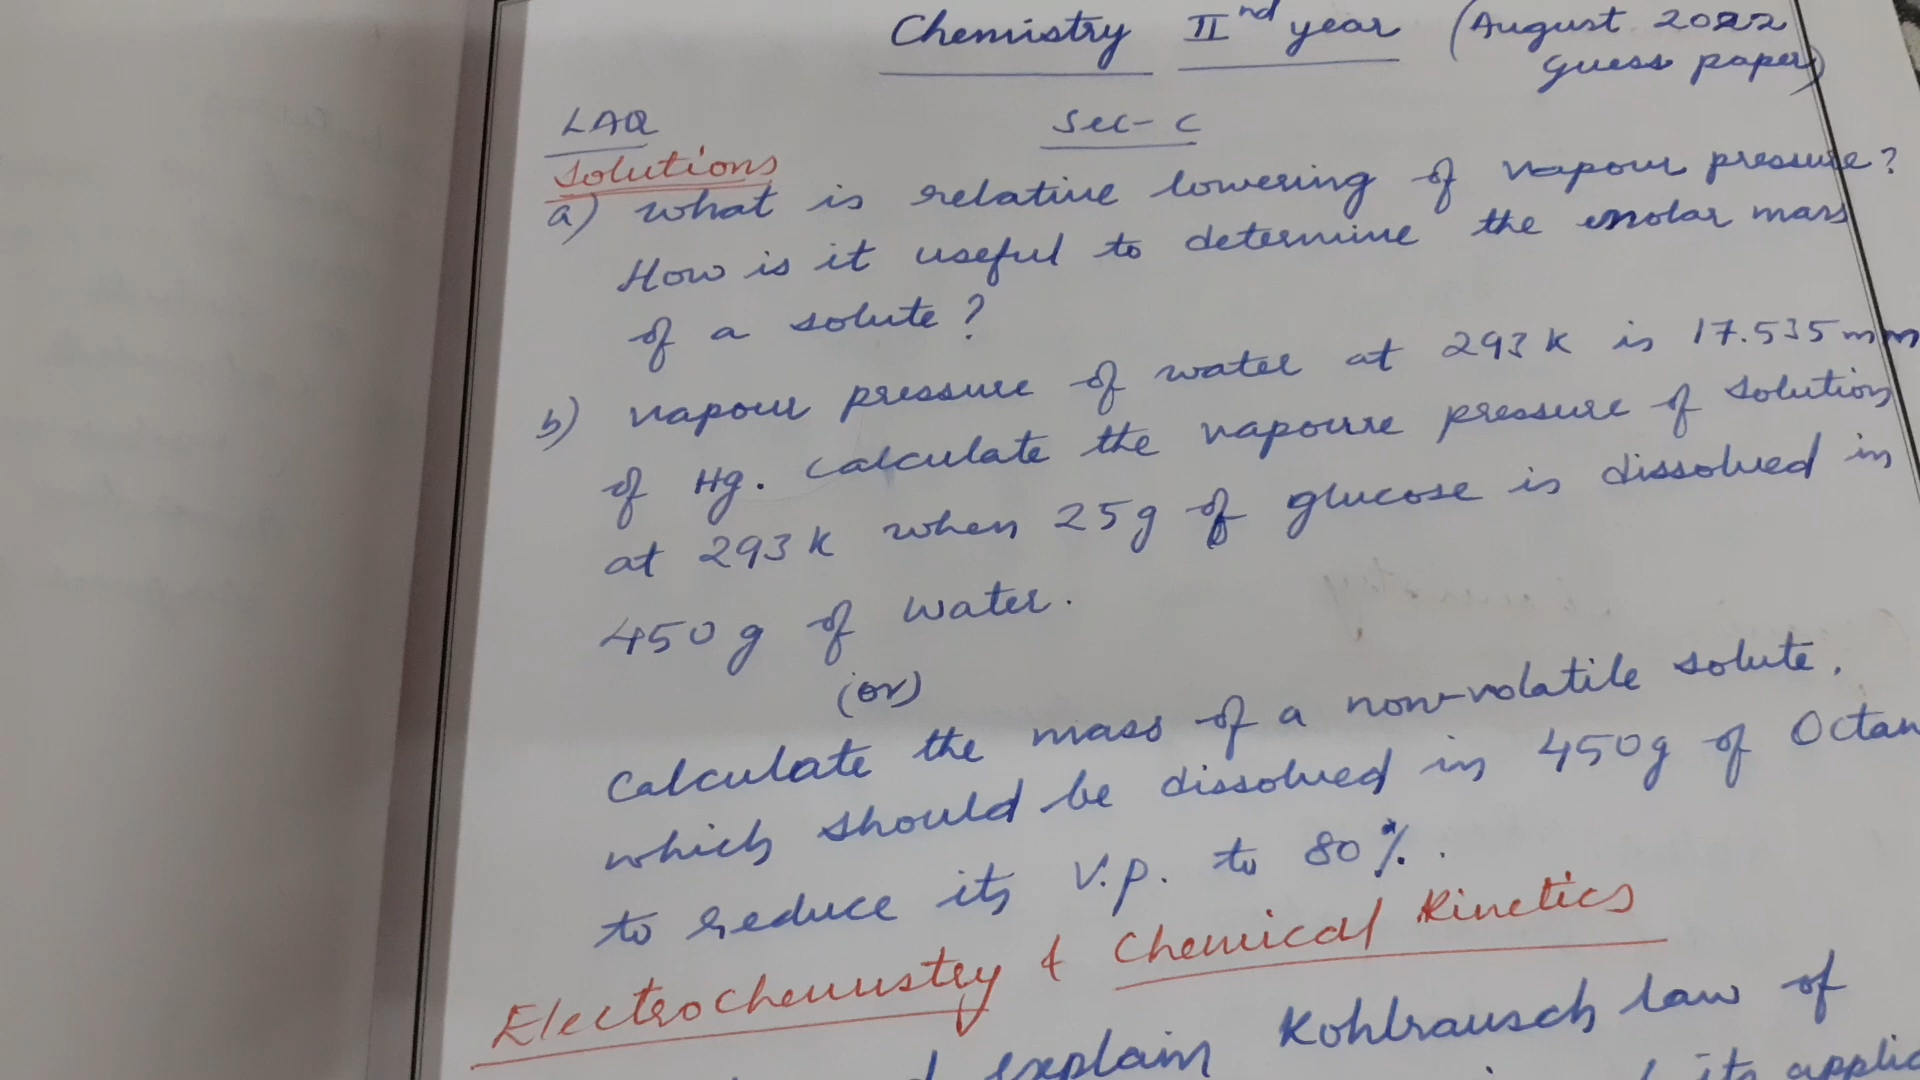 Chemistry IInd year (August 2022
guess paper)
LAQ
Sec-C
Solutions
a) What is relative lowering of vapour pressure?
How is it useful to determine the molar mass
of a solute?
b) vapour pressure of water at 293 K is 17.535 mm
of Hg. Calculate the vapourre pressure of solution
at 293 K when 25g of glucose is dissolved in
450 g of water.
(or)
Calculate the mass of a non-volatile solute.
which should be dissolved in 450g of Octan
to reduce its V.P. to 80%.
Electrochemistry & Chemical Kinetics
explain Kohlrausch law of
its applic